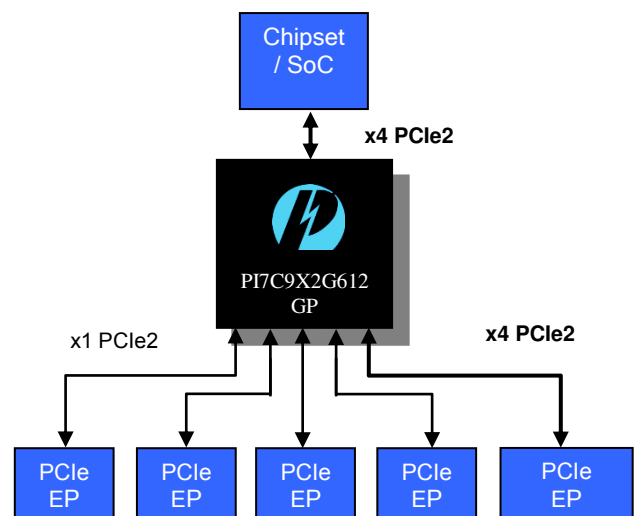 Chipset
/ SoC
x4 PCIe2
PI7C9X2G612
GP
x1 PCIe2
x4 PCIe2
PCIe
EP
PCIe
EP
PCIe
EP
PCIe
EP
PCIe
EP